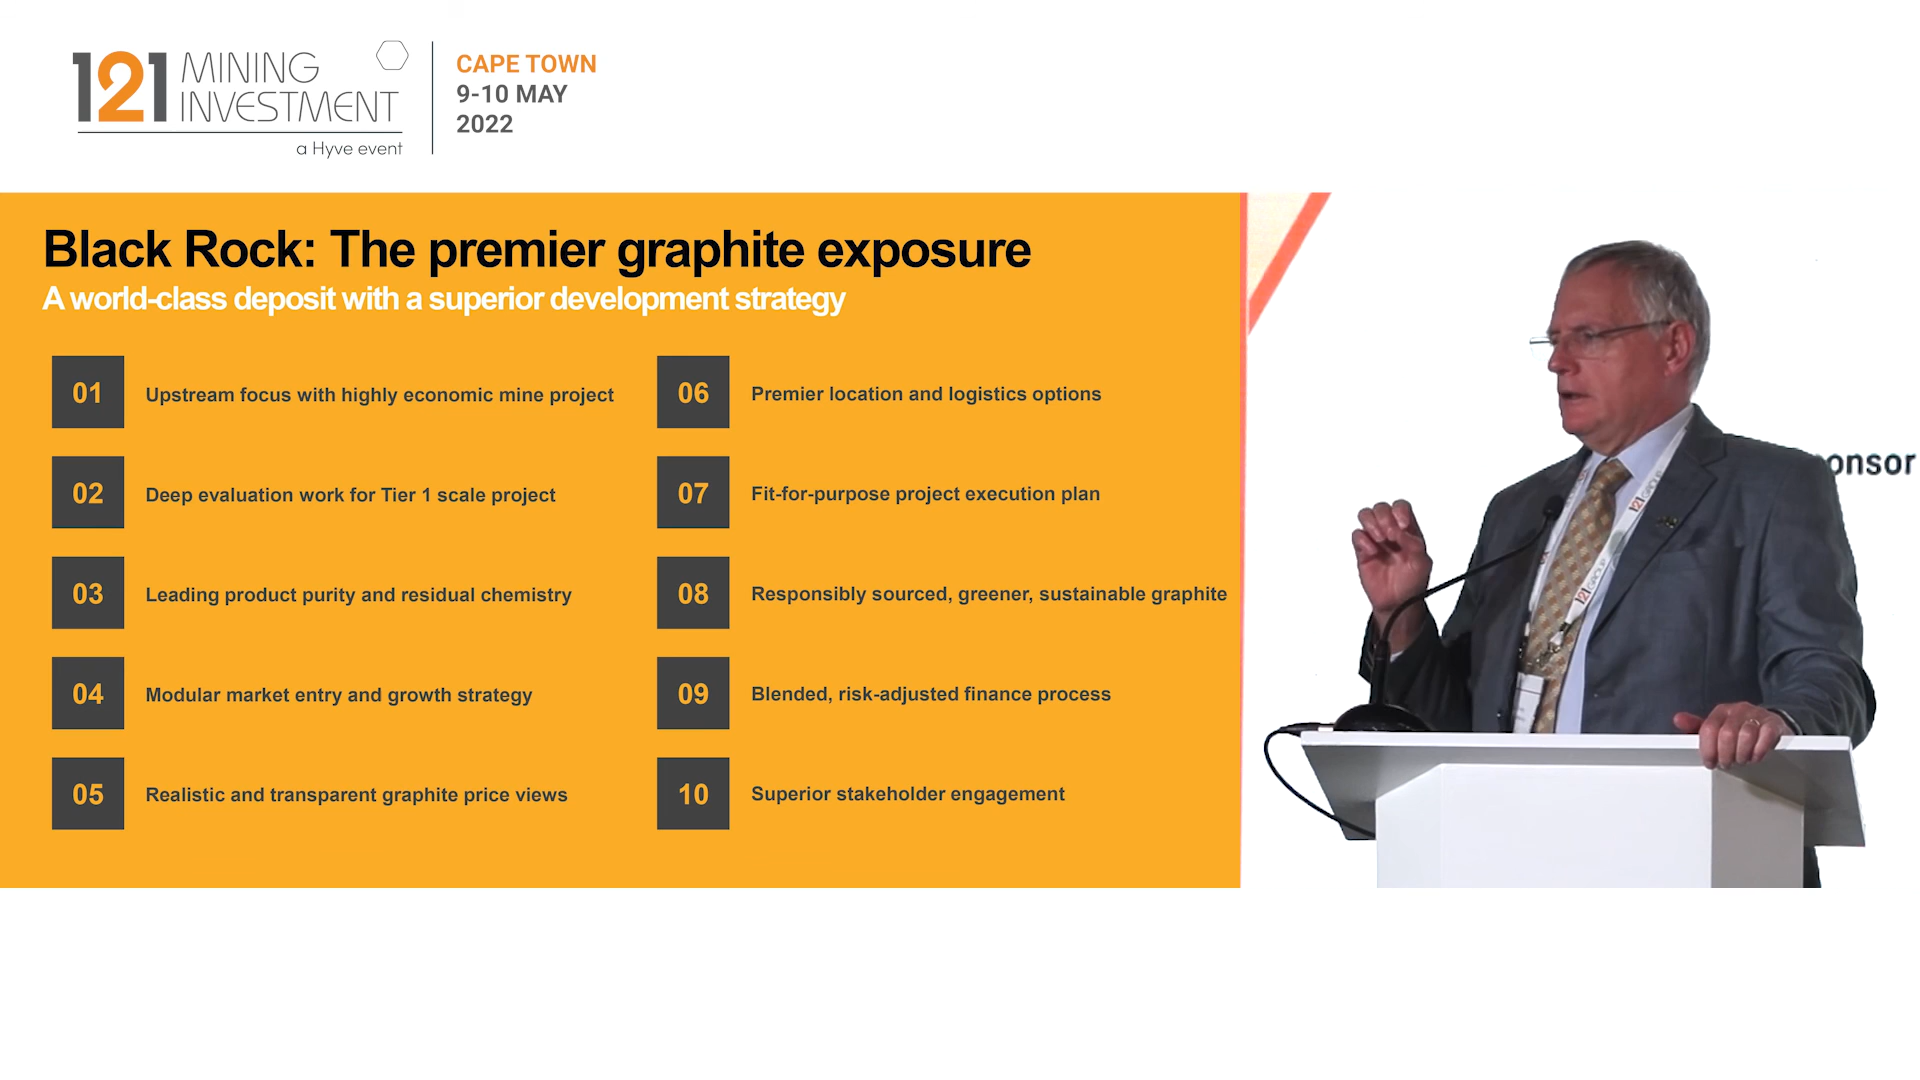 121 MINING
INVESTMENT
a Hyve event
CAPE TOWN
9-10 MAY
2022
Black Rock: The premier graphite exposure
A world-class deposit with a superior development strategy
01 Upstream focus with highly economic mine project
02 Deep evaluation work for Tier 1 scale project
03 Leading product purity and residual chemistry
04 Modular market entry and growth strategy
05 Realistic and transparent graphite price views
06 Premier location and logistics options
07 Fit-for-purpose project execution plan
08 Responsibly sourced, greener, sustainable graphite
09 Blended, risk-adjusted finance process
10 Superior stakeholder engagement
onsor
121 GROUP
121 GROUP